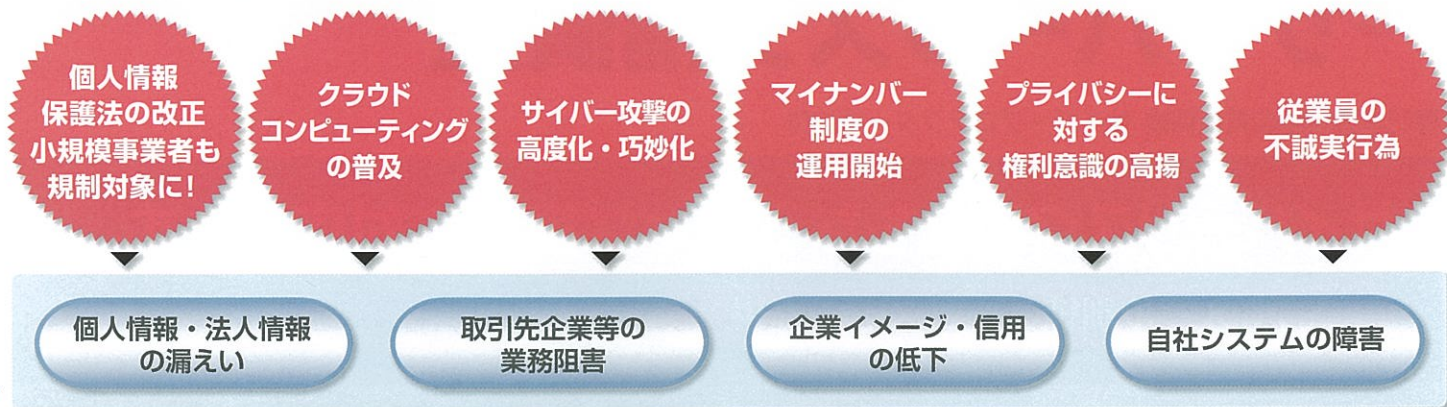 個人情報
保護法の改正
小規模事業者も
規制対象に!
クラウド
コンピューティング
の普及
サイバー攻撃の
高度化・巧妙化
マイナンバー
制度の
運用開始
プライバシーに
対する
権利意識の高揚
従業員の
不誠実行為
個人情報・法人情報
の漏えい
取引先企業等の
業務阻害
企業イメージ・信用
の低下
自社システムの障害